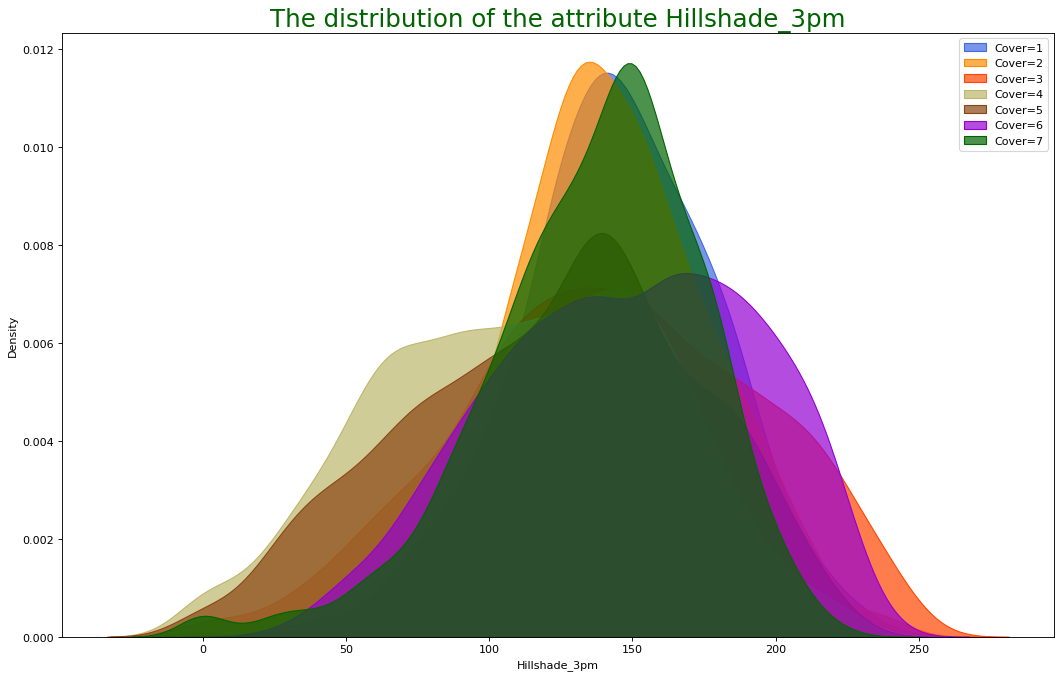 The distribution of the attribute Hillshade_3pm
0.012
0.010
0.008
0.006
0.004
0.002
0.000
Density
0
50
100
150
200
250
Hillshade_3pm
Cover=1
Cover=2
Cover=3
Cover=4
Cover=5
Cover=6
Cover=7